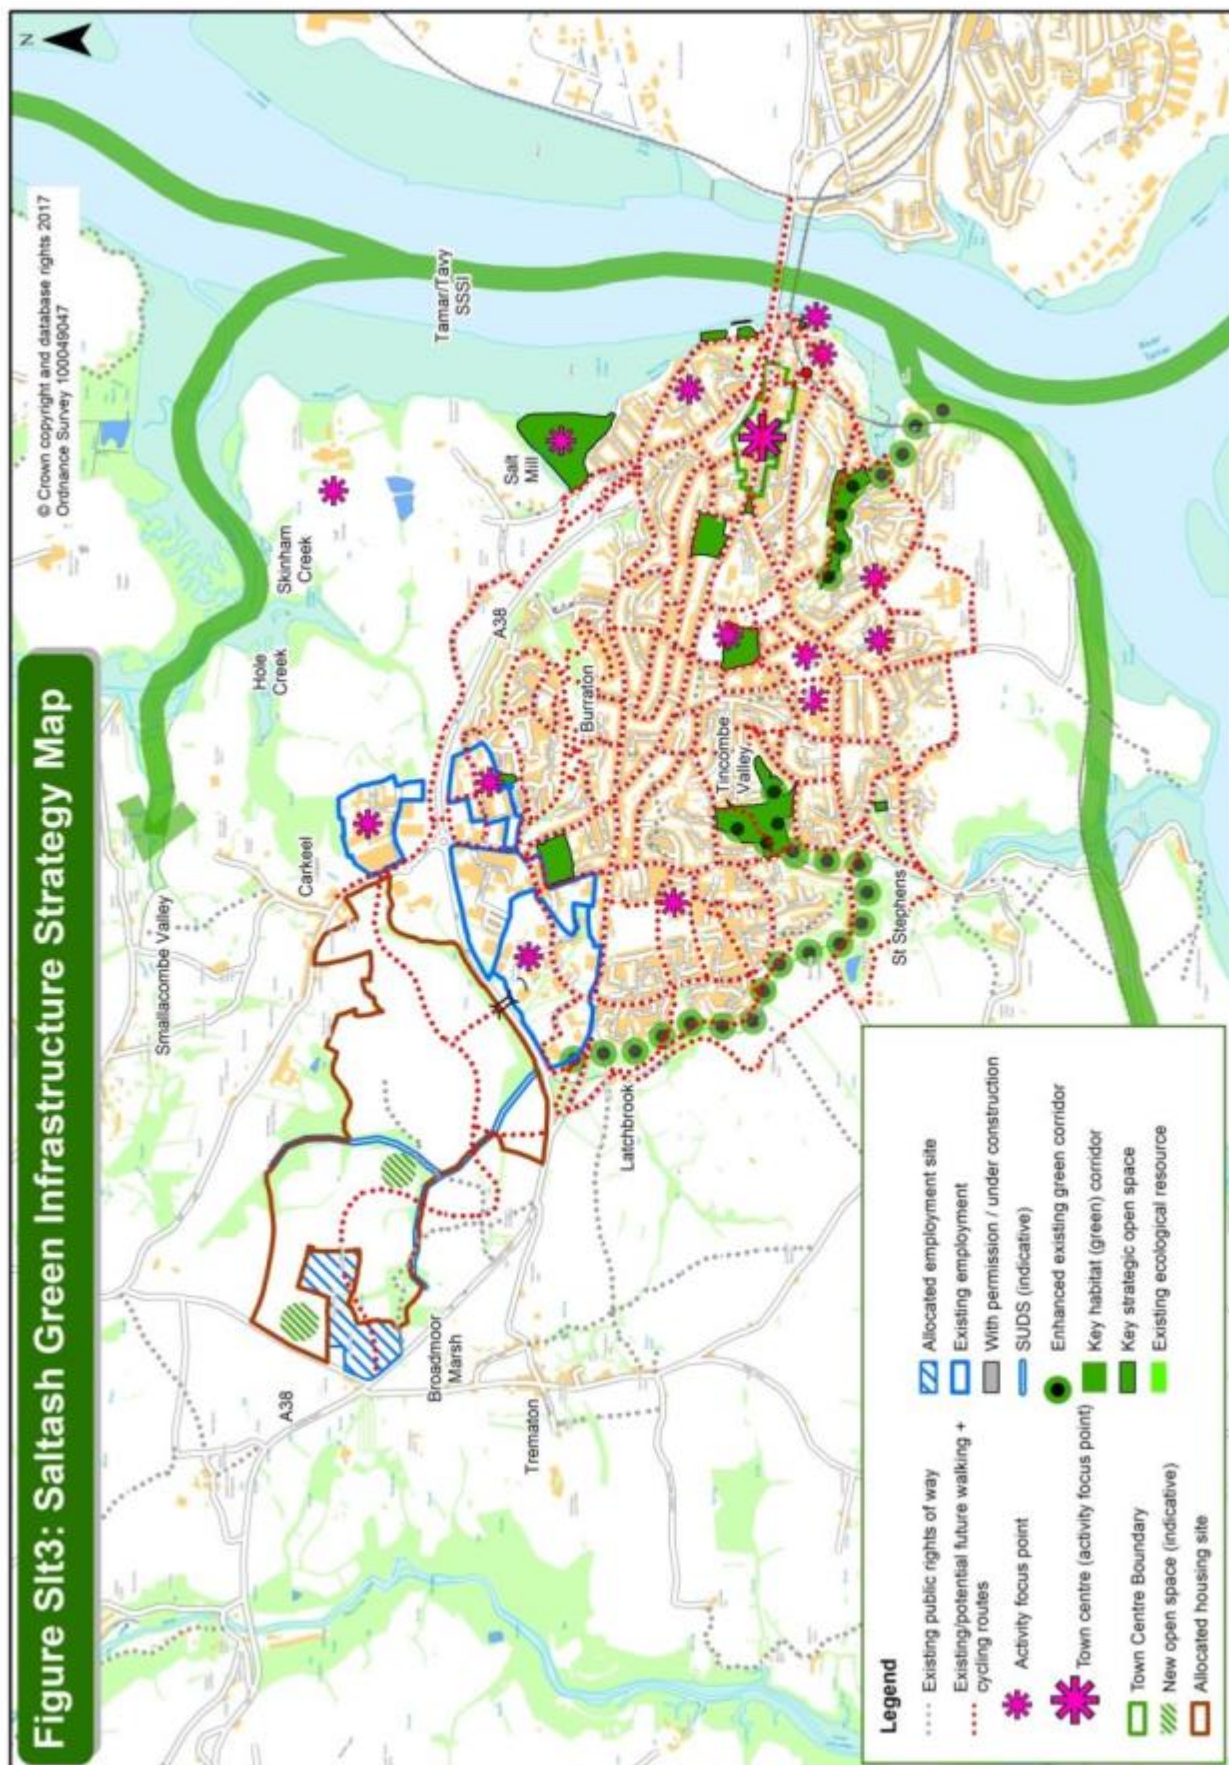 Figure Slt3: Saltash Green Infrastructure Strategy Map
© Crown copyright and database rights 2017
Ordnance Survey 100049047
N
Smallacombe Valley
Hole
Creek
Skinham
Creek
Tamar/Tavy
SSSI
Carkeel
A38
Salt
Mill
A38
Burraton
Broadmoor
Marsh
Trematon
Latchbrook
Tincombe
Valley
St Stephens
River
Tamar
Legend
Existing public rights of way
Existing/potential future walking +
cycling routes
Activity focus point
Town centre (activity focus point)
Town Centre Boundary
New open space (indicative)
Allocated housing site
Allocated employment site
Existing employment
With permission / under construction
SUDS (indicative)
Enhanced existing green corridor
Key habitat (green) corridor
Key strategic open space
Existing ecological resource